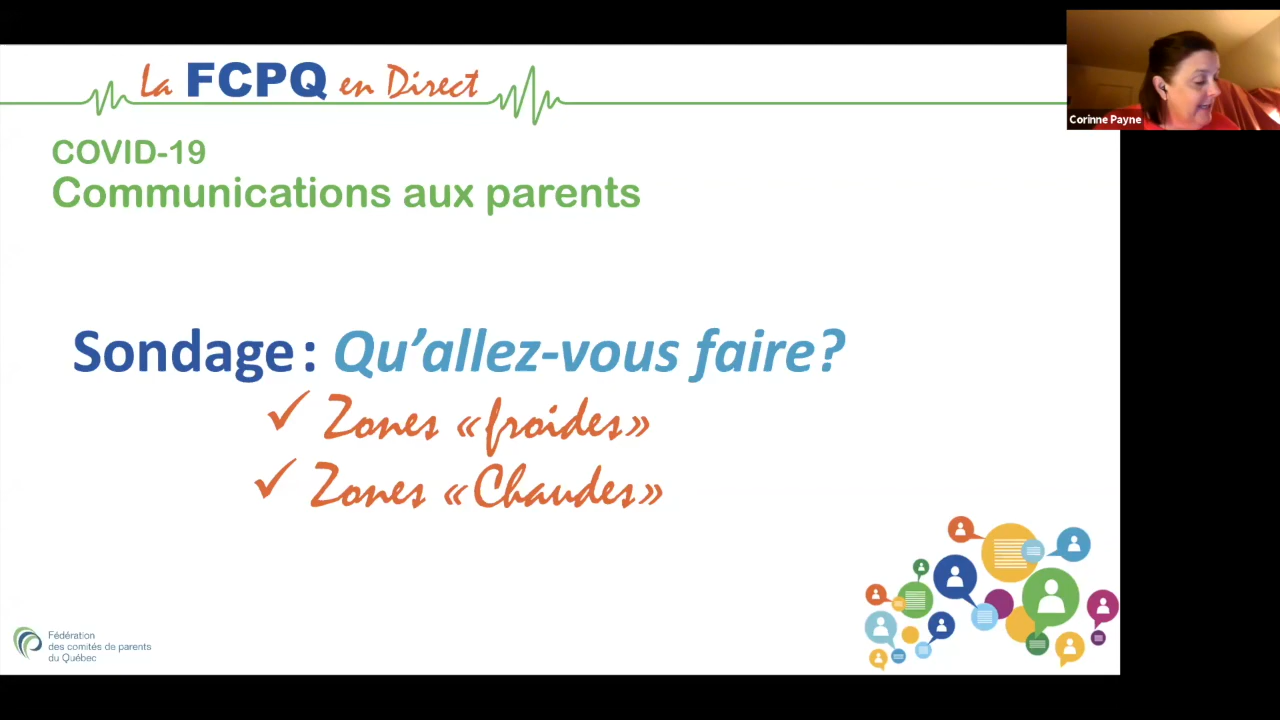 La FCPQ en Direct
Corinne Payne
COVID-19
Communications aux parents
Sondage : Qu'allez-vous faire?
✓ Zones «froides»
✓ Zones «Chaudes»
Fédération
des comités de parents
du Québec